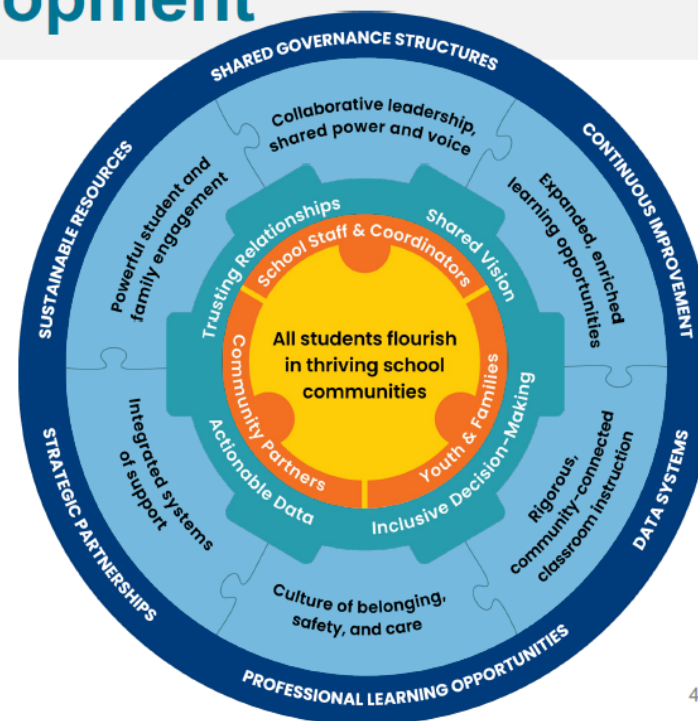 opment
SHARED GOVERNANCE STRUCTURES
CONTINUOUS IMPROVEMENT
DATA SYSTEMS
PROFESSIONAL LEARNING OPPORTUNITIES
STRATEGIC PARTNERSHIPS
SUSTAINABLE RESOURCES
Collaborative leadership,
shared power and voice
Expanded, enriched
learning opportunities
Rigorous,
community-connected
classroom instruction
Culture of belonging,
safety, and care
Integrated systems
of support
Powerful student and
family engagement
Trusting Relationships
Shared Vision
Inclusive Decision-Making
Actionable Data
School Staff & Coordinators
Youth & Families
Community Partners
All students flourish
in thriving school
communities
4